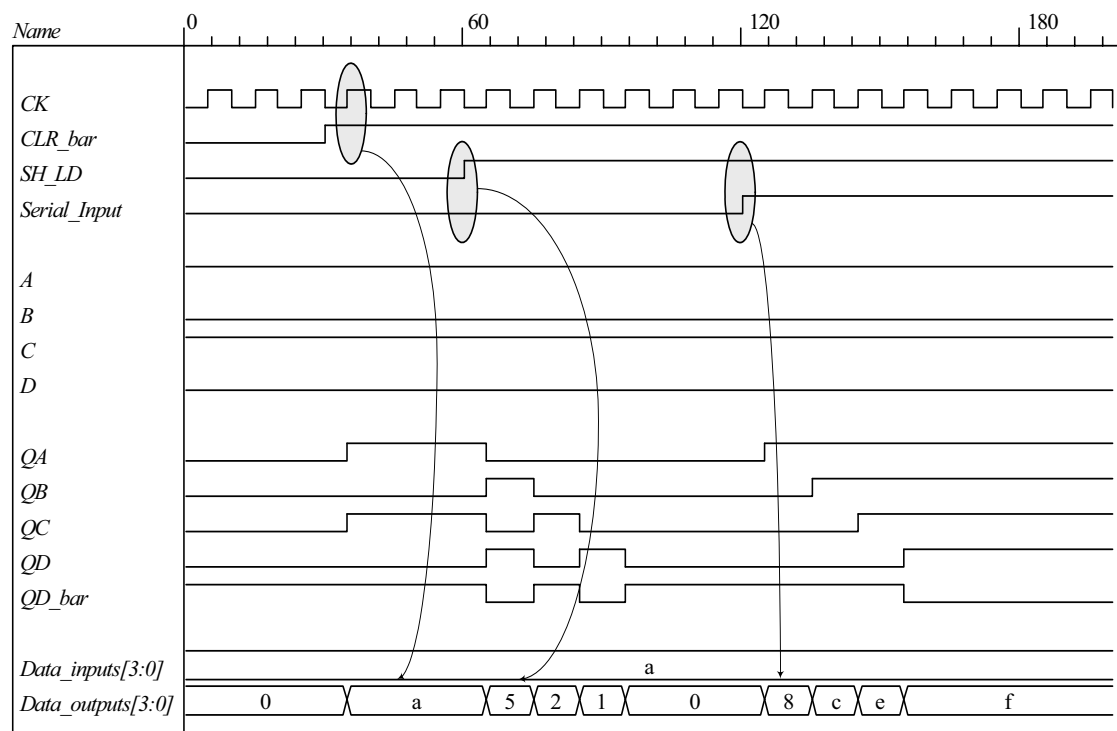 Name 0 60 120 180
CK
CLR_bar
SH_LD
Serial_Input
A
B
C
D
QA
QB
QC
QD
QD_bar
Data_inputs[3:0] a
Data_outputs[3:0] 0 a 5 2 1 0 8 c e f